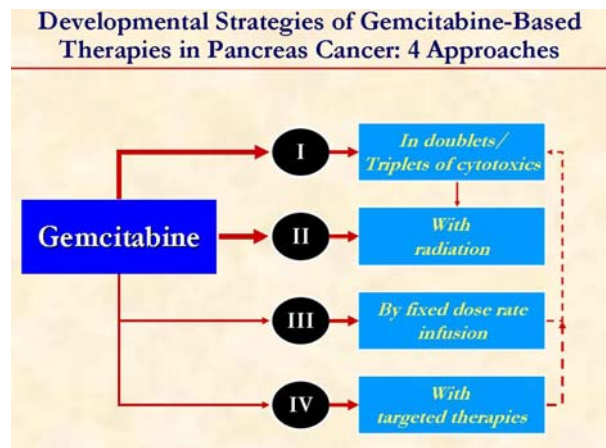 Developmental Strategies of Gemcitabine-Based
Therapies in Pancreas Cancer: 4 Approaches
Gemcitabine
I
In doublets/
Triplets of cytotoxics
II
With
radiation
III
By fixed dose rate
infusion
IV
With
targeted therapies